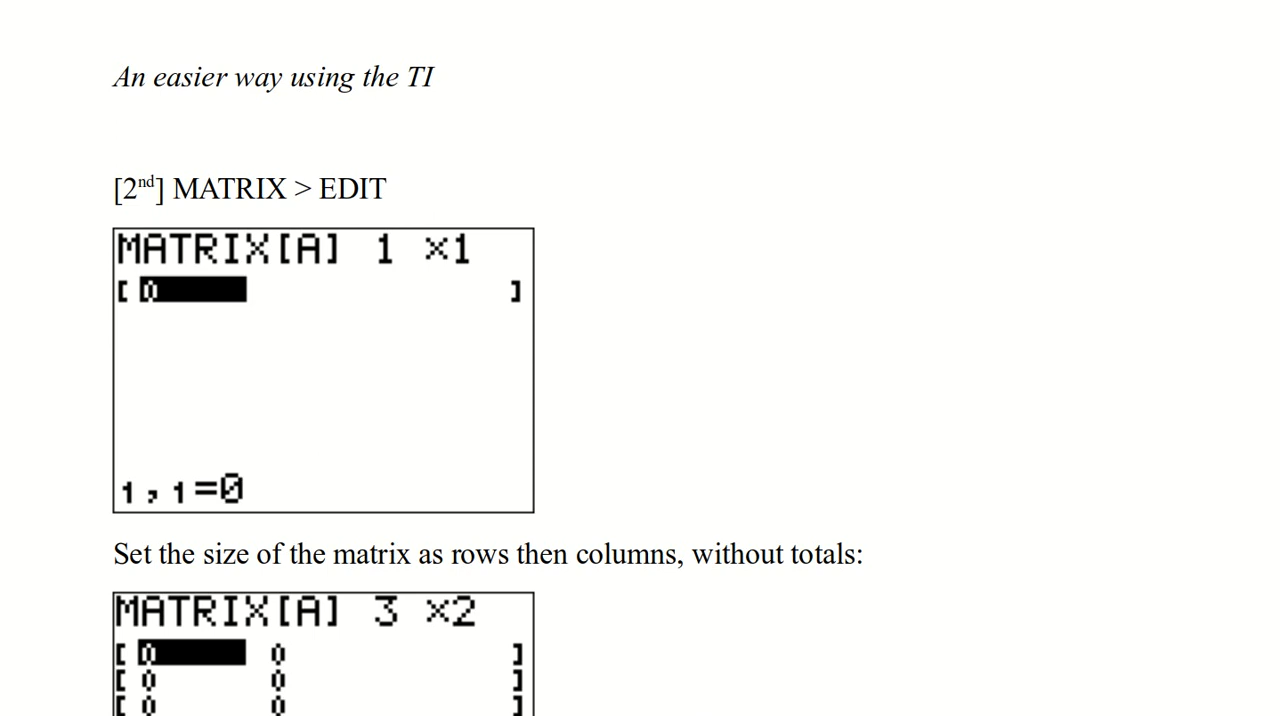 An easier way using the TI
[2nd] MATRIX > EDIT
MATRIX[A] 1 ×1
[ 0 ]
1,1=0
Set the size of the matrix as rows then columns, without totals:
MATRIX[A] 3 ×2
[ 0 0 ]
[ 0 0 ]
[ 0 0 ]